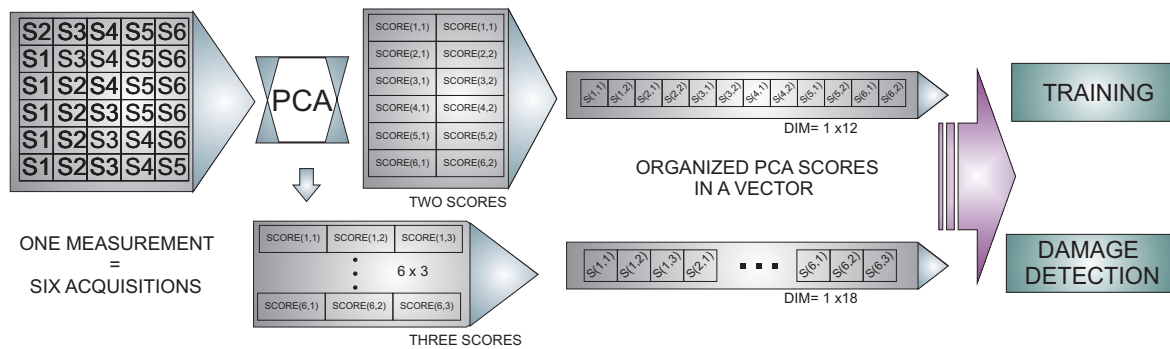 S2 S3 S4 S5 S6
S1 S3 S4 S5 S6
S1 S2 S4 S5 S6
S1 S2 S3 S5 S6
S1 S2 S3 S4 S6
S1 S2 S3 S4 S5
ONE MEASUREMENT
=
SIX ACQUISITIONS
PCA
SCORE(1,1) SCORE(1,1)
SCORE(2,1) SCORE(2,2)
SCORE(3,1) SCORE(3,2)
SCORE(4,1) SCORE(4,2)
SCORE(5,1) SCORE(5,2)
SCORE(6,1) SCORE(6,2)
TWO SCORES
SCORE(1,1) SCORE(1,2) SCORE(1,3)
6 x 3
SCORE(6,1) SCORE(6,2) SCORE(6,3)
THREE SCORES
S(1,1) S(1,2) S(2,1) S(2,2) S(3,1) S(3,2) S(4,1) S(4,2) S(5,1) S(5,2) S(6,1) S(6,2)
DIM= 1 x12
ORGANIZED PCA SCORES
IN A VECTOR
S(1,1) S(1,2) S(1,3) S(2,1) S(6,1) S(6,2) S(6,3)
DIM= 1 x18
TRAINING
DAMAGE
DETECTION